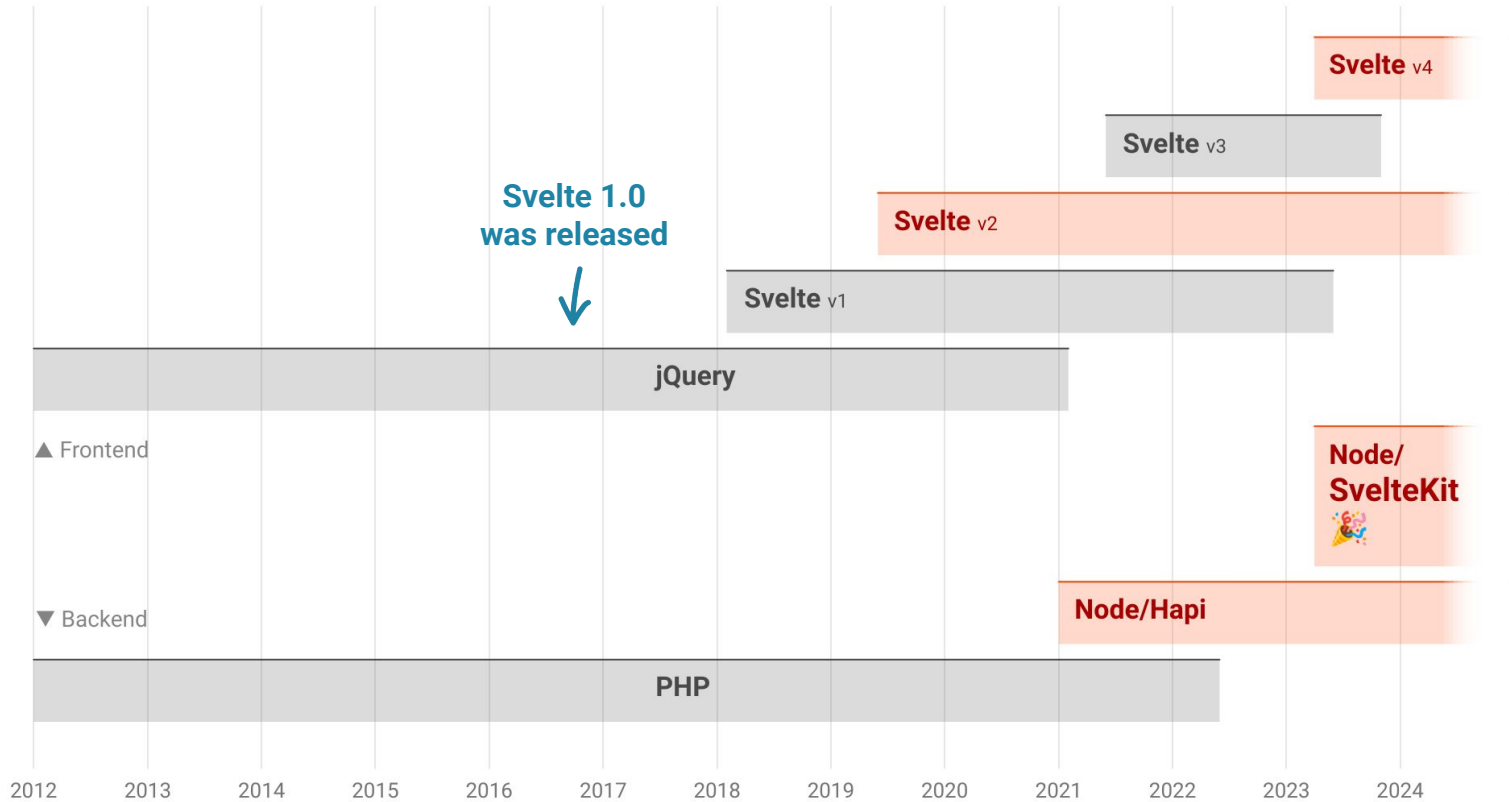 Svelte v4
Svelte v3
Svelte 1.0
was released
Svelte v2
Svelte v1
jQuery
▲ Frontend
Node/
SvelteKit
🎉
Node/Hapi
▼ Backend
PHP
2012 2013 2014 2015 2016 2017 2018 2019 2020 2021 2022 2023 2024